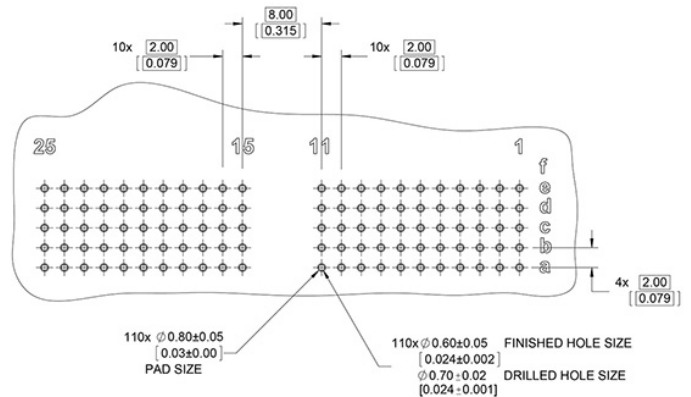 8.00
[0.315]
10x 2.00
[0.079]
10x 2.00
[0.079]
25 15 11 1
f
e
d
c
b
a
4x 2.00
[0.079]
110x ∅0.80±0.05
[0.03±0.00]
PAD SIZE
110x ∅0.60±0.05 FINISHED HOLE SIZE
[0.024±0.002]
∅0.70±0.02 DRILLED HOLE SIZE
[0.024±0.001]